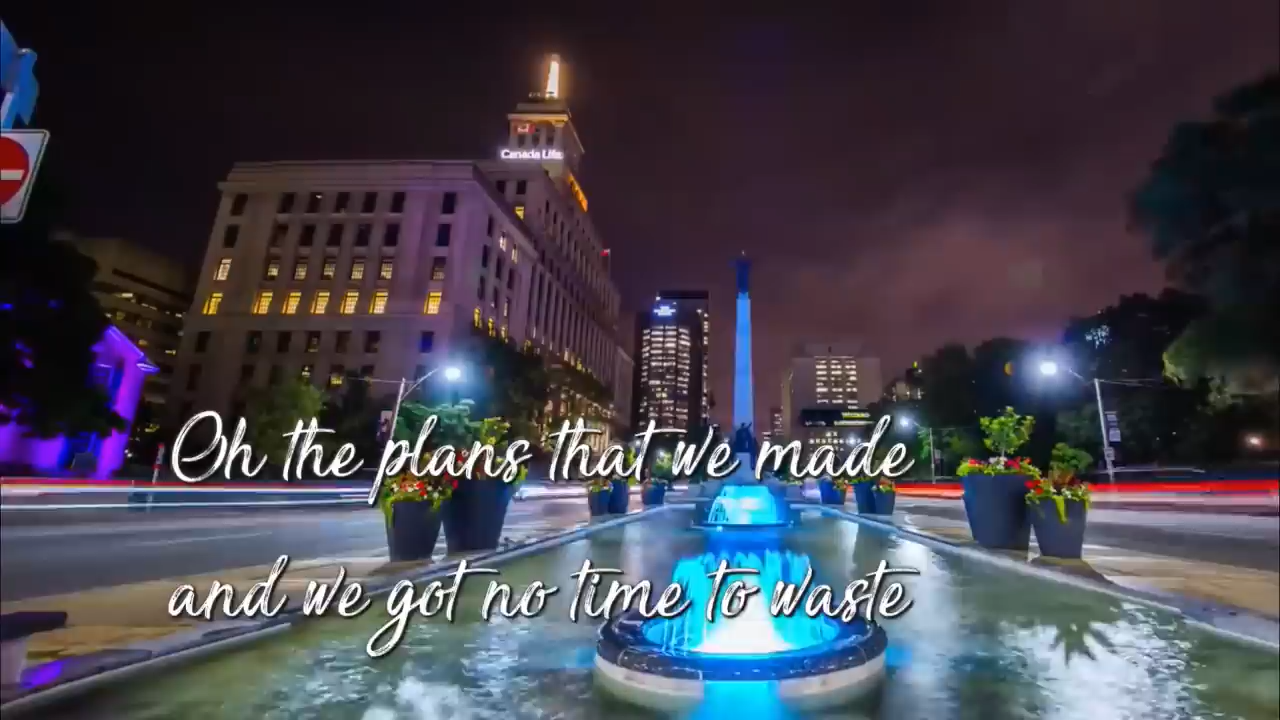 Canada Life
Oh the plans that we made
and we got no time to waste